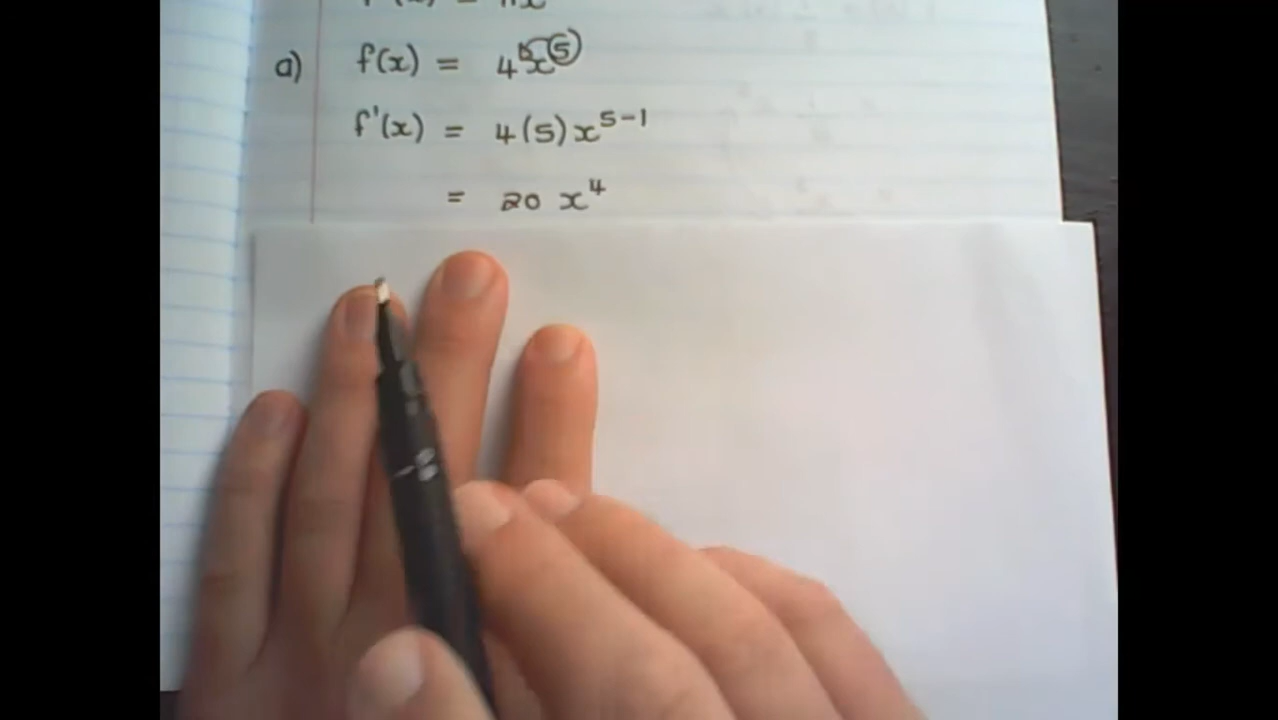 a) f(x) = 4x⁵
f'(x) = 4(5)x⁵⁻¹
= 20 x⁴